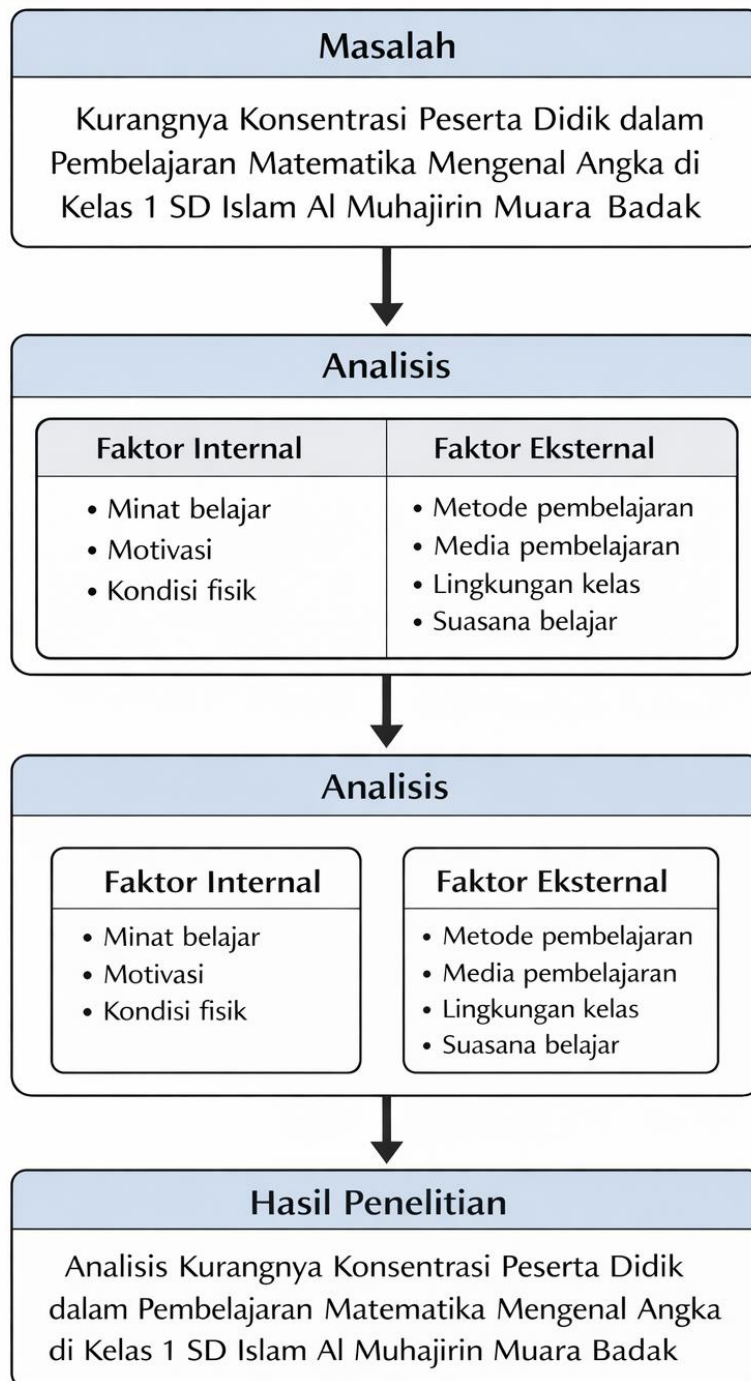 Masalah
Kurangnya Konsentrasi Peserta Didik dalam
Pembelajaran Matematika Mengenal Angka di
Kelas 1 SD Islam Al Muhajirin Muara Badak
Analisis
Faktor Internal
• Minat belajar
• Motivasi
• Kondisi fisik
Faktor Eksternal
• Metode pembelajaran
• Media pembelajaran
• Lingkungan kelas
• Suasana belajar
Analisis
Faktor Internal
• Minat belajar
• Motivasi
• Kondisi fisik
Faktor Eksternal
• Metode pembelajaran
• Media pembelajaran
• Lingkungan kelas
• Suasana belajar
Hasil Penelitian
Analisis Kurangnya Konsentrasi Peserta Didik
dalam Pembelajaran Matematika Mengenal Angka
di Kelas 1 SD Islam Al Muhajirin Muara Badak